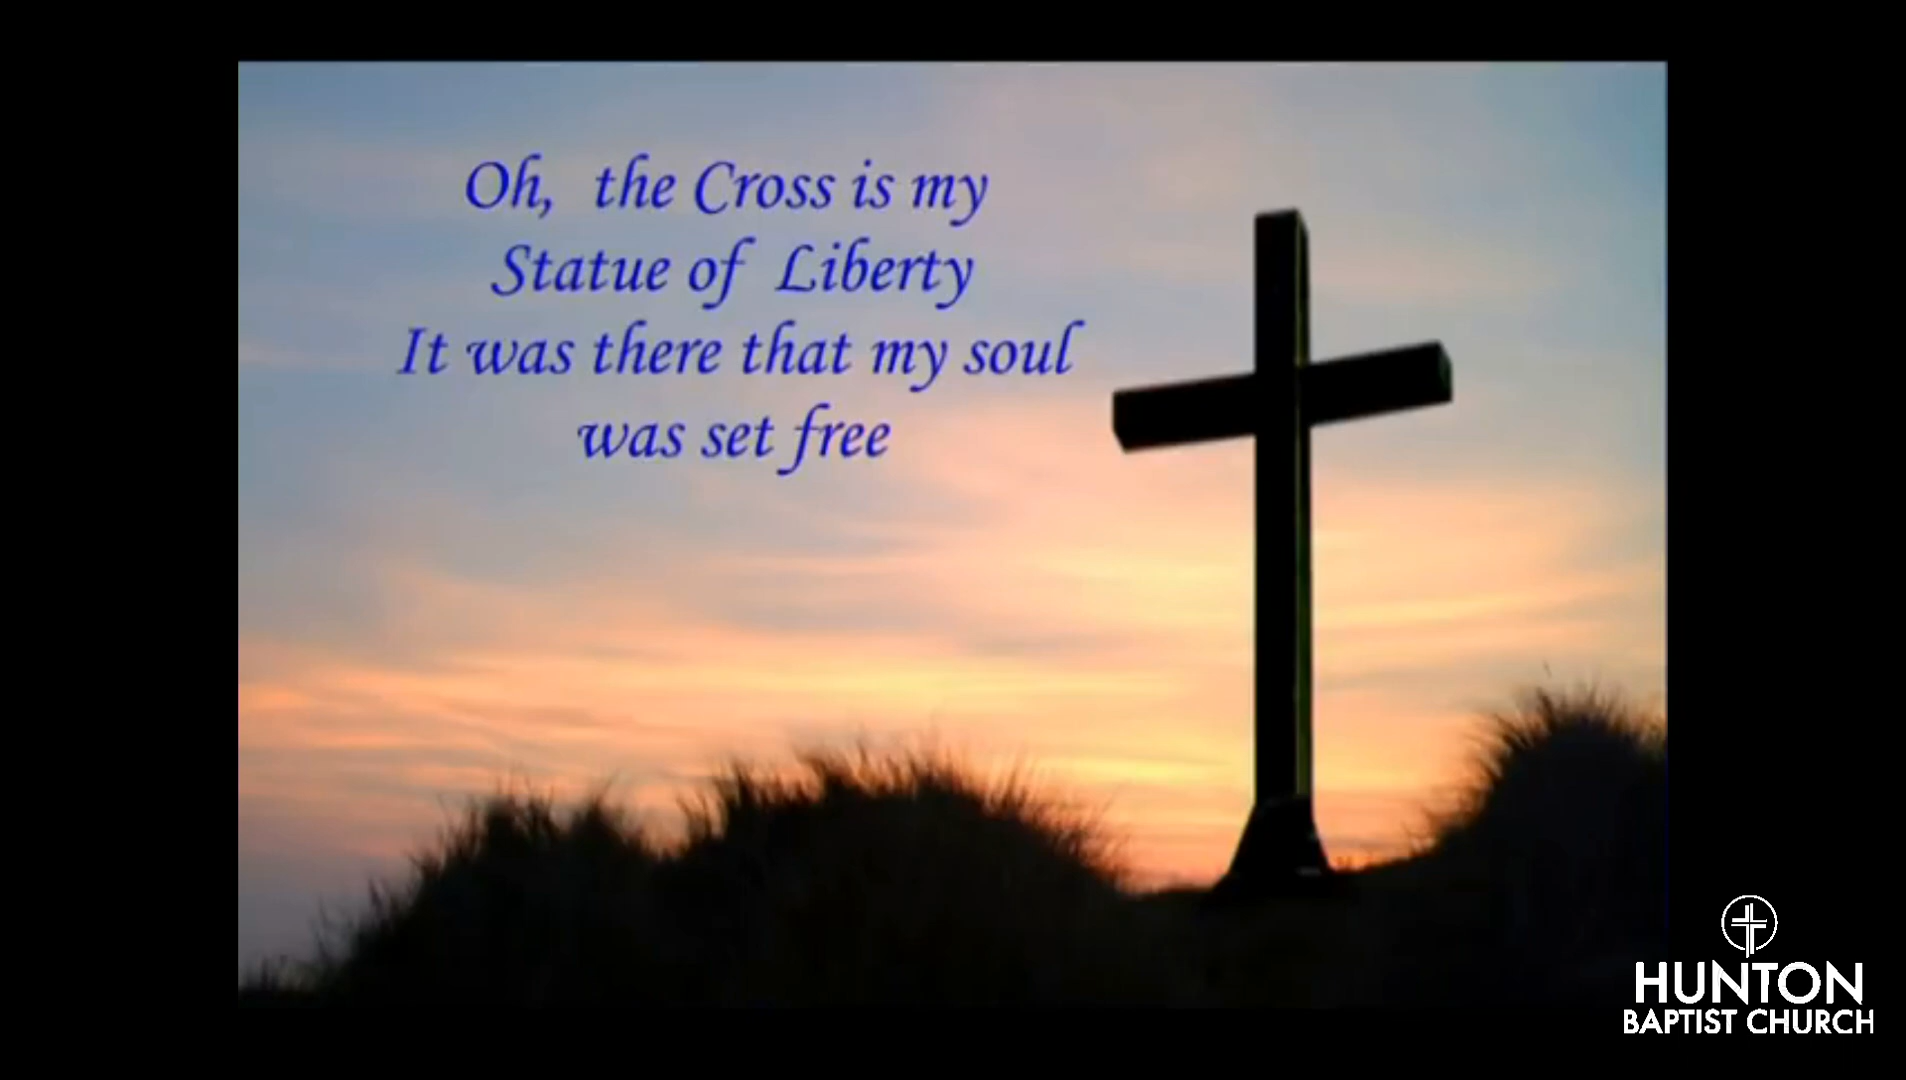 Oh, the Cross is my
Statue of Liberty
It was there that my soul
was set free
HUNTON
BAPTIST CHURCH